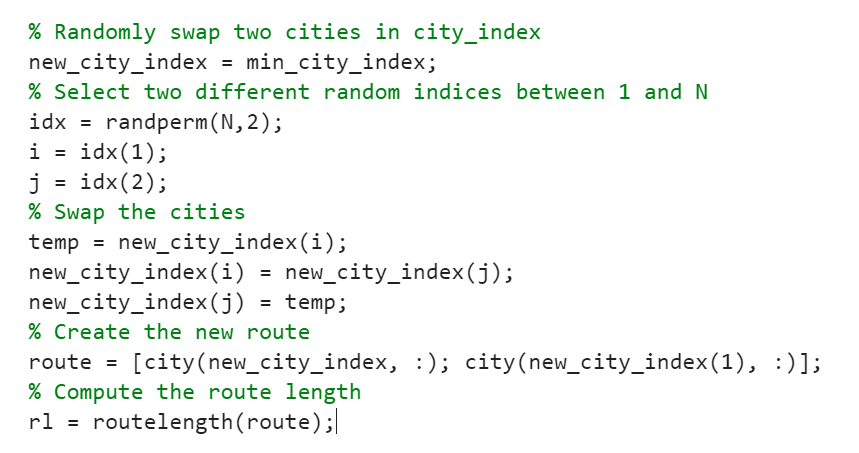 % Randomly swap two cities in city_index
new_city_index = min_city_index;
% Select two different random indices between 1 and N
idx = randperm(N,2);
i = idx(1);
j = idx(2);
% Swap the cities
temp = new_city_index(i);
new_city_index(i) = new_city_index(j);
new_city_index(j) = temp;
% Create the new route
route = [city(new_city_index, :); city(new_city_index(1), :)];
% Compute the route length
rl = routelength(route);